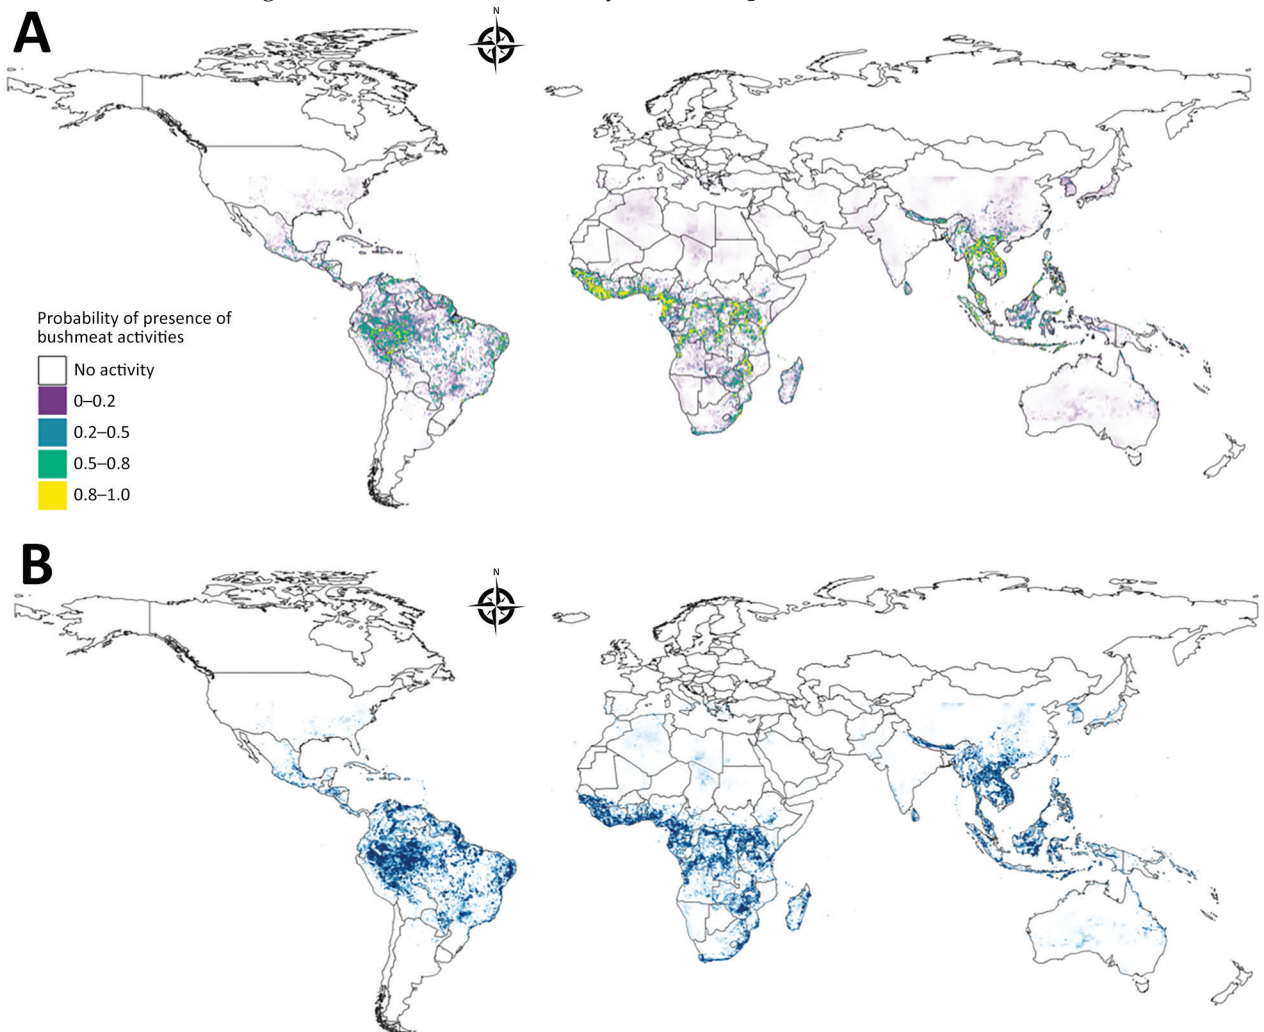 A
N
Probability of presence of
bushmeat activities
No activity
0–0.2
0.2–0.5
0.5–0.8
0.8–1.0
B
N